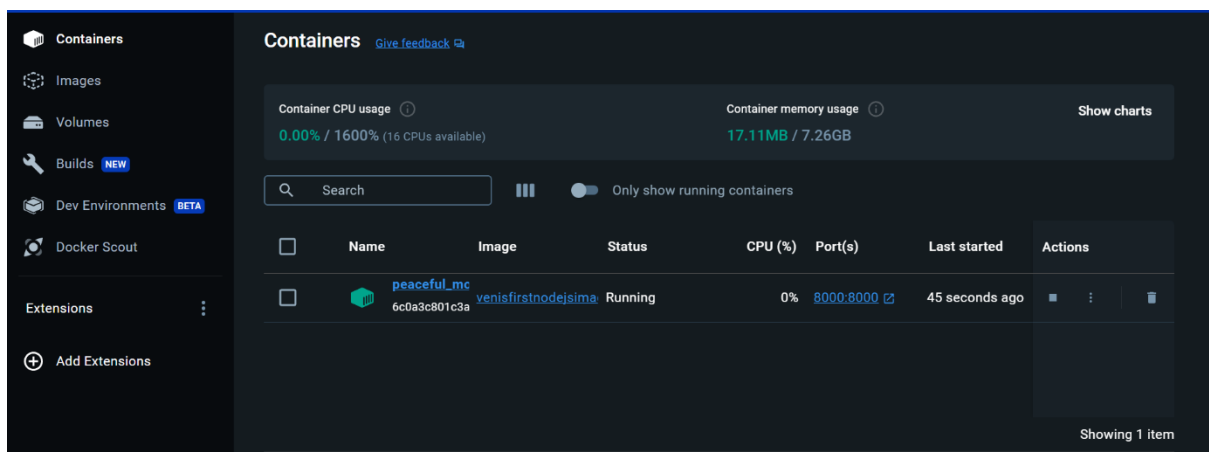 Containers
Images
Volumes
Builds NEW
Dev Environments BETA
Docker Scout
Extensions
Add Extensions
Containers Give feedback
Container CPU usage
0.00% / 1600% (16 CPUs available)
Container memory usage
17.11MB / 7.26GB
Show charts
Search
Only show running containers
Name Image Status CPU (%) Port(s) Last started Actions
peaceful_mc
6c0a3c801c3a
venisfirstnodejsima Running 0% 8000:8000 45 seconds ago
Showing 1 item